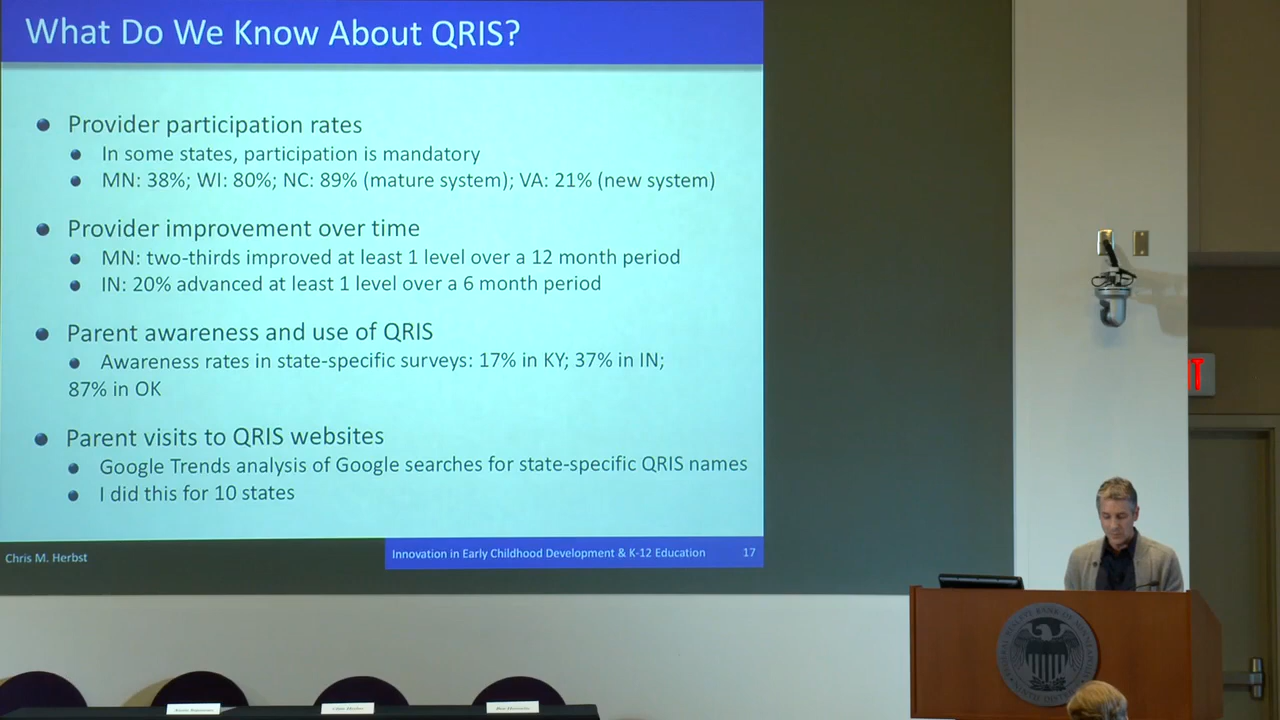 What Do We Know About QRIS?
Provider participation rates
In some states, participation is mandatory
MN: 38%; WI: 80%; NC: 89% (mature system); VA: 21% (new system)
Provider improvement over time
MN: two-thirds improved at least 1 level over a 12 month period
IN: 20% advanced at least 1 level over a 6 month period
Parent awareness and use of QRIS
Awareness rates in state-specific surveys: 17% in KY; 37% in IN;
87% in OK
Parent visits to QRIS websites
Google Trends analysis of Google searches for state-specific QRIS names
I did this for 10 states
Chris M. Herbst
Innovation in Early Childhood Development & K-12 Education 17